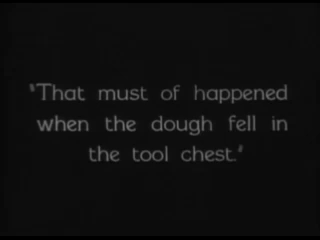 "That must of happened
when the dough fell in
the tool chest."